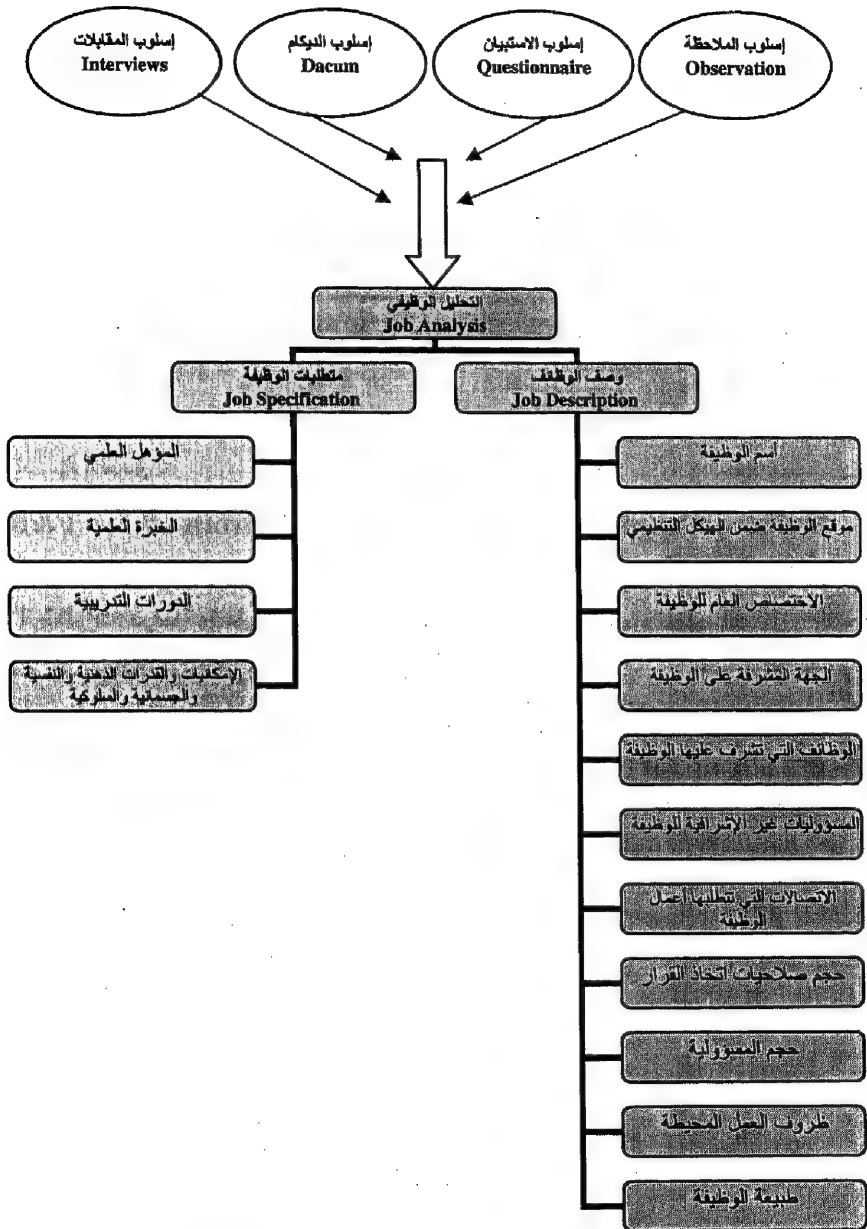 إسلوب الملاحظة
Observation
إسلوب الاستبيان
Questionnaire
إسلوب الديكام
Dacum
إسلوب المقابلات
Interviews
التحليل الوظيفي
Job Analysis
وصف الوظائف
Job Description
متطلبات الوظيفة
Job Specification
اسم الوظيفة
موقع الوظيفة ضمن الهيكل التنظيمي
الاختصاص العام للوظيفة
الجهة المشرفة على الوظيفة
الوظائف التي تشرف عليها الوظيفة
المسؤوليات غير الإشرافية للوظيفة
الاتصالات التي تتطلبها أعمال
الوظيفة
حجم صلاحيات اتخاذ القرار
حجم المسؤولية
ظروف العمل المحيطة
طبيعة الوظيفة
المؤهل العلمي
الخبرة العلمية
الدورات التدريبية
الإمكانيات والقدرات الذهنية والنفسية
والجسمانية والسلوكية